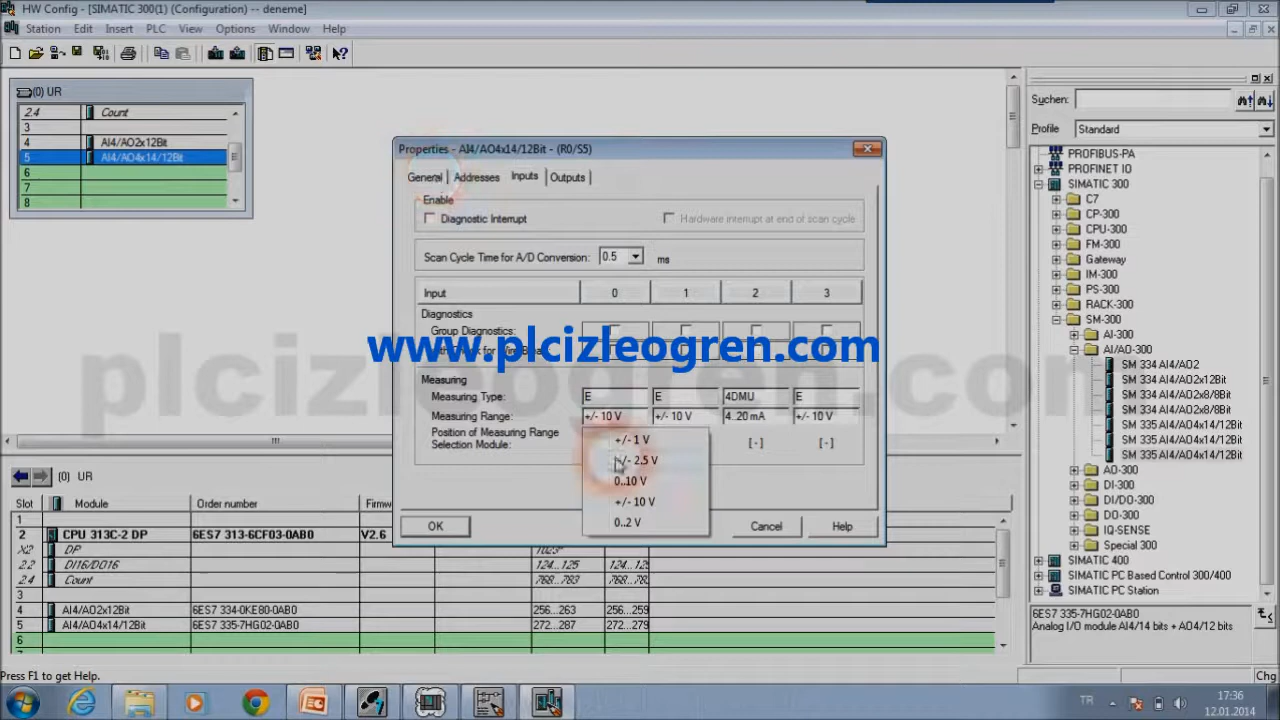 HW Config - [SIMATIC 300(1) (Configuration) -- deneme]
Station Edit Insert PLC View Options Window Help
(0) UR
2.4 Count
3
4 AI4/AO2x12Bit
5 AI4/AO4x14/12Bit
6
7
8
Suchen:
Profile Standard
PROFIBUS-PA
PROFINET IO
SIMATIC 300
C7
CP-300
CPU-300
FM-300
Gateway
IM-300
PS-300
RACK-300
SM-300
AI-300
AI/AO-300
SM 334 AI4/AO2
SM 334 AI4/AO2x12Bit
SM 334 AI4/AO2x8/8Bit
SM 334 AI4/AO2x8/8Bit
SM 335 AI4/AO4x14/12Bit
SM 335 AI4/AO4x14/12Bit
SM 335 AI4/AO4x14/12Bit
AO-300
DI-300
DI/DO-300
DO-300
IQ-SENSE
Special 300
SIMATIC 400
SIMATIC PC Based Control 300/400
SIMATIC PC Station
6ES7 335-7HG02-0AB0
Analog I/O module AI4/14 bits + AO4/12 bits
Properties - AI4/AO4x14/12Bit - (R0/S5)
General Addresses Inputs Outputs
Enable
Diagnostic Interrupt Hardware interrupt at end of scan cycle
Scan Cycle Time for A/D Conversion: 0.5 ms
Input 0 1 2 3
Diagnostics
Group Diagnostics:
www.plcizleogren.com
plcizleogren.com
Measuring
Measuring Type: E E 4DMU E
Measuring Range: +/- 10 V +/- 10 V 4..20 mA +/- 10 V
Position of Measuring Range
Selection Module: [ - ] [ - ]
+/- 1 V
+/- 2.5 V
0..10 V
+/- 10 V
0..2 V
OK Cancel Help
(0) UR
Slot Module Order number Firmw
1
2 CPU 313C-2 DP 6ES7 313-6CF03-0AB0 V2.6
X2 DP 1023*
2.2 DI16/DO16 124...125 124...12
2.4 Count 768...783 768...78
3
4 AI4/AO2x12Bit 6ES7 334-0KE80-0AB0 256...263 256...259
5 AI4/AO4x14/12Bit 6ES7 335-7HG02-0AB0 272...287 272...279
6
Press F1 to get Help.
Chg
TR
17:36
12.01.2014